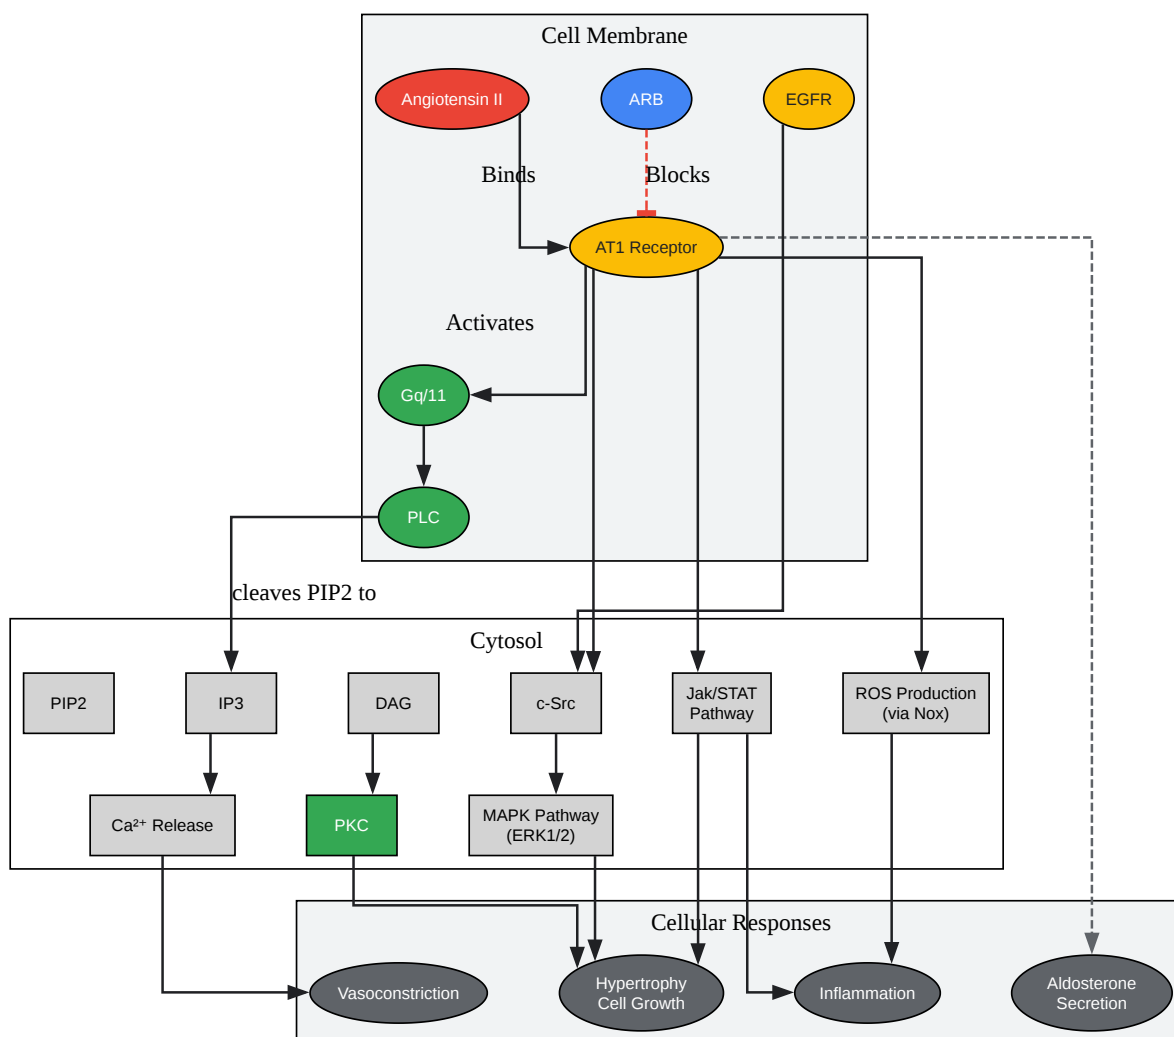 Cell Membrane
Angiotensin II
ARB
EGFR
Binds
Blocks
AT1 Receptor
Activates
Gq/11
PLC
cleaves PIP2 to
Cytosol
PIP2
IP3
DAG
c-Src
Jak/STAT
Pathway
ROS Production
(via Nox)
Ca²⁺ Release
PKC
MAPK Pathway
(ERK1/2)
Cellular Responses
Vasoconstriction
Hypertrophy
Cell Growth
Inflammation
Aldosterone
Secretion